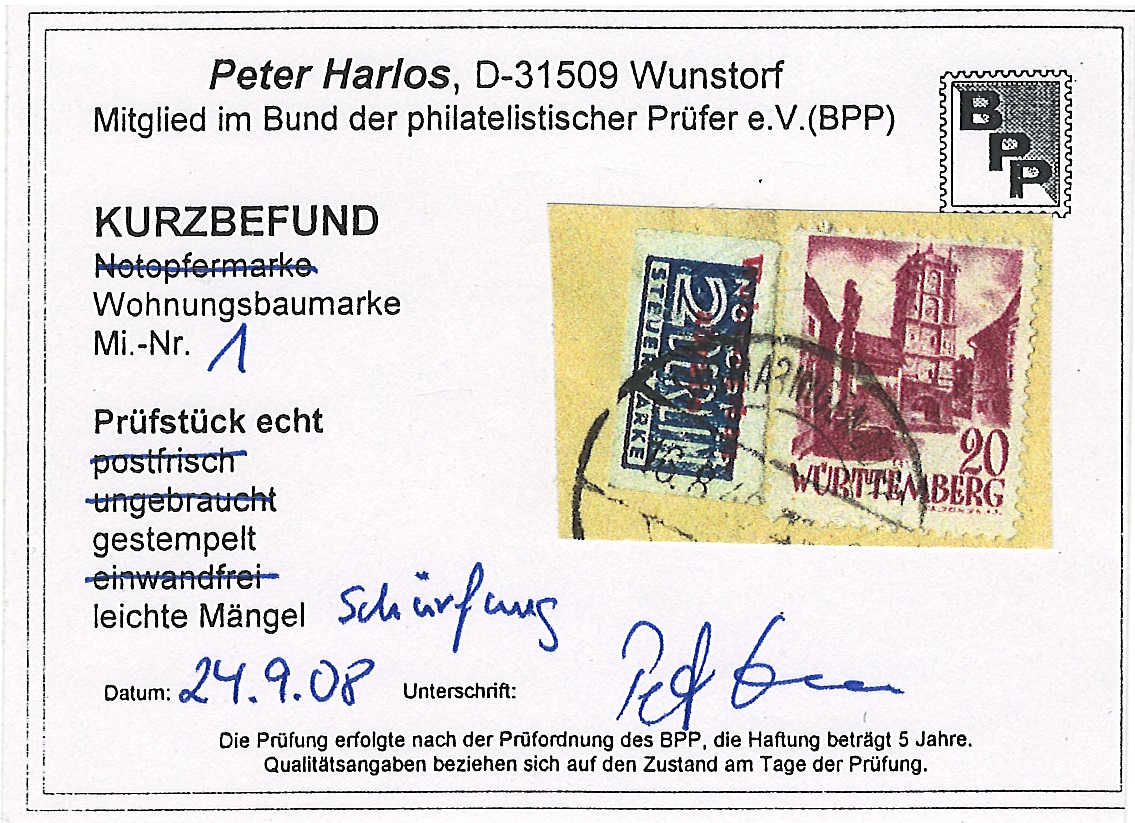 Peter Harlos, D-31509 Wunstorf
Mitglied im Bund der philatelistischer Prüfer e.V.(BPP)
BPP
KURZBEFUND
Notopfermarke
Wohnungsbaumarke
Mi.-Nr. 1
Prüfstück echt
postfrisch
ungebraucht
gestempelt
einwandfrei
leichte Mängel Schürfung
Datum: 24.9.08 Unterschrift:
Die Prüfung erfolgte nach der Prüfordnung des BPP, die Haftung beträgt 5 Jahre.
Qualitätsangaben beziehen sich auf den Zustand am Tage der Prüfung.
STEUERMARKE
2
BERLIN
20
WÜRTTEMBERG